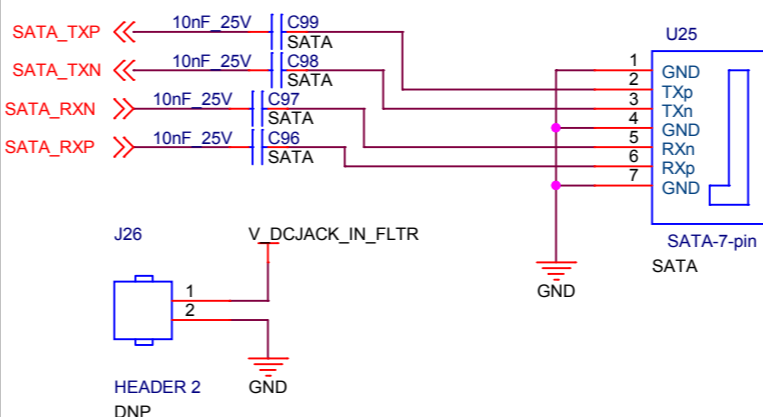 SATA_TXP
10nF_25V
C99
SATA
SATA_TXN
10nF_25V
C98
SATA
SATA_RXN
10nF_25V
C97
SATA
SATA_RXP
10nF_25V
C96
SATA
U25
1 GND
2 TXp
3 TXn
4 GND
5 RXn
6 RXp
7 GND
SATA-7-pin
SATA
GND
J26
V_DCJACK_IN_FLTR
1
2
HEADER 2
DNP
GND